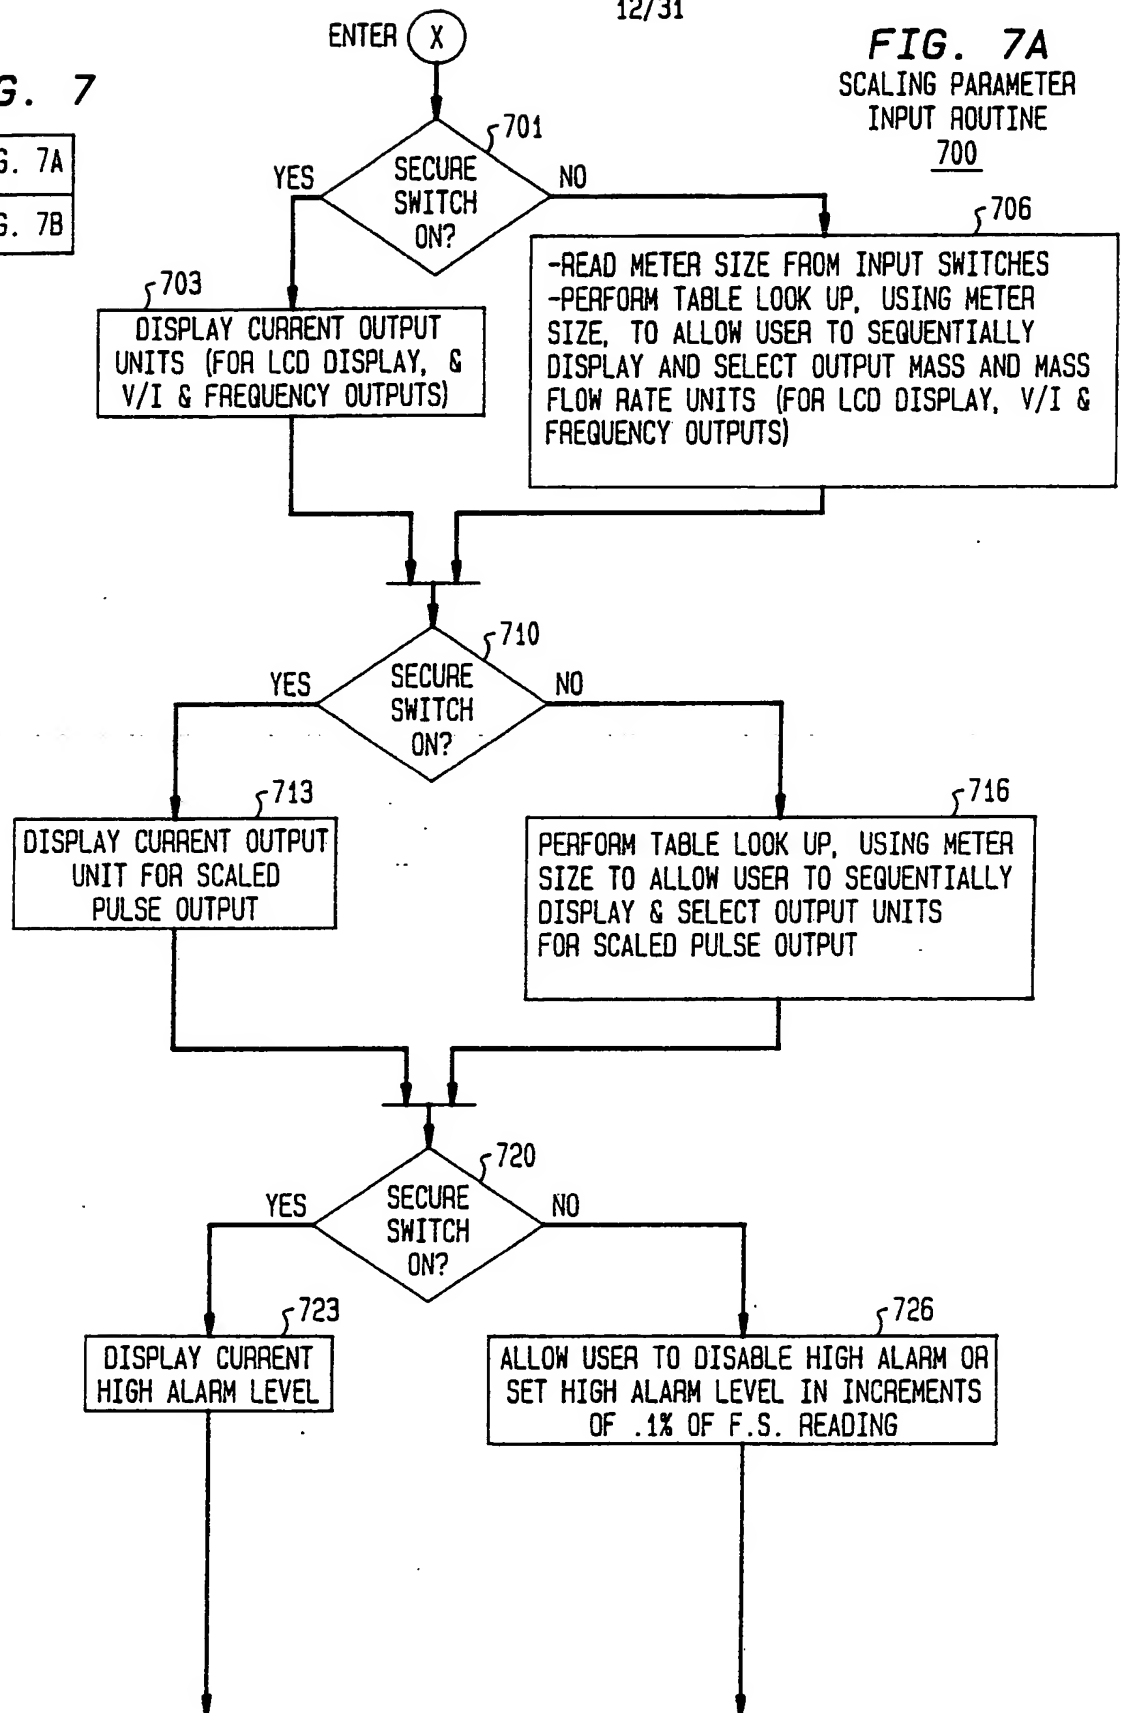 12/31
ENTER X
FIG. 7A
SCALING PARAMETER
INPUT ROUTINE
700
G. 7
G. 7A
G. 7B
701
SECURE
SWITCH
ON?
YES
NO
703
DISPLAY CURRENT OUTPUT
UNITS (FOR LCD DISPLAY, &
V/I & FREQUENCY OUTPUTS)
706
-READ METER SIZE FROM INPUT SWITCHES
-PERFORM TABLE LOOK UP, USING METER
SIZE, TO ALLOW USER TO SEQUENTIALLY
DISPLAY AND SELECT OUTPUT MASS AND MASS
FLOW RATE UNITS (FOR LCD DISPLAY, V/I &
FREQUENCY OUTPUTS)
710
SECURE
SWITCH
ON?
YES
NO
713
DISPLAY CURRENT OUTPUT
UNIT FOR SCALED
PULSE OUTPUT
716
PERFORM TABLE LOOK UP, USING METER
SIZE TO ALLOW USER TO SEQUENTIALLY
DISPLAY & SELECT OUTPUT UNITS
FOR SCALED PULSE OUTPUT
720
SECURE
SWITCH
ON?
YES
NO
723
DISPLAY CURRENT
HIGH ALARM LEVEL
726
ALLOW USER TO DISABLE HIGH ALARM OR
SET HIGH ALARM LEVEL IN INCREMENTS
OF .1% OF F.S. READING